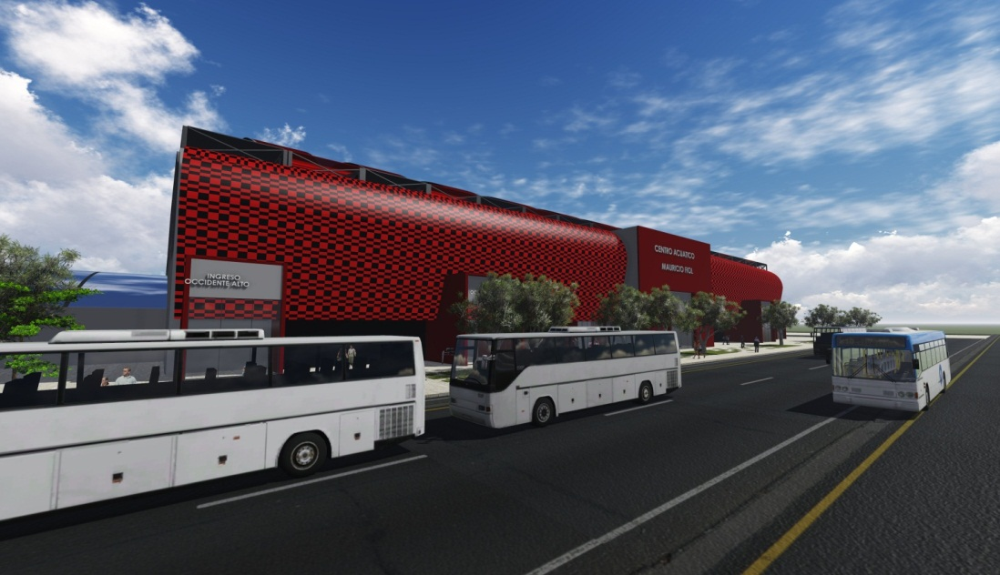 CENTRO ACUATICO
MAURICIO FIOL
INGRESO
OCCIDENTE ALTO